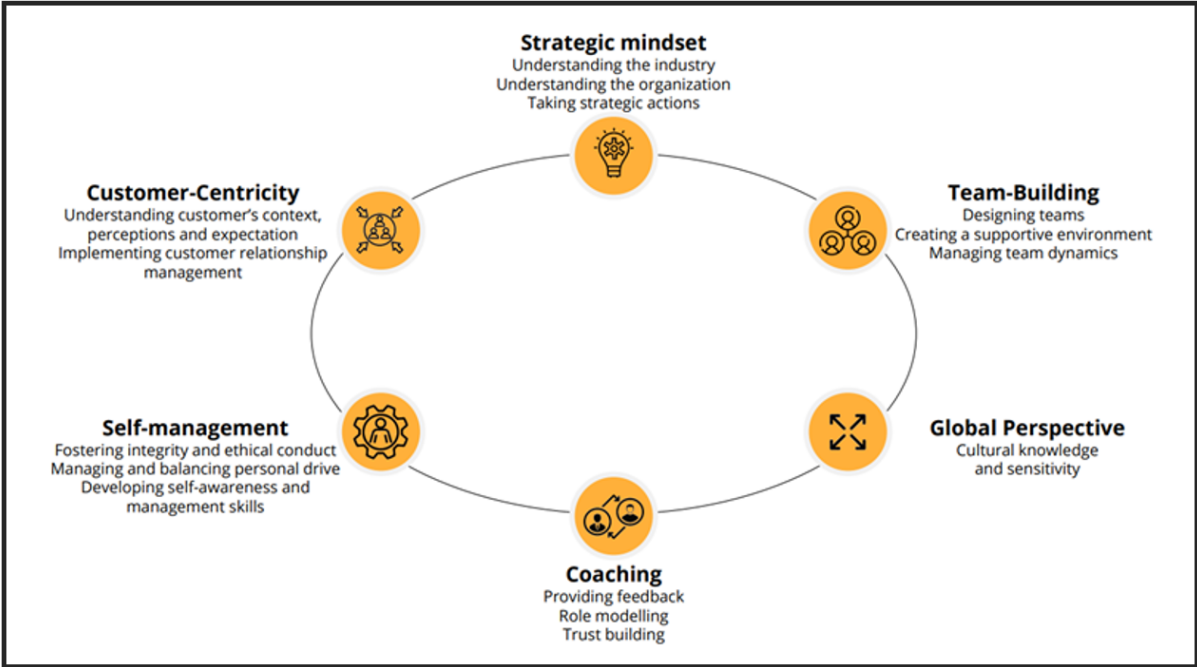 Strategic mindset
Understanding the industry
Understanding the organization
Taking strategic actions
Customer-Centricity
Understanding customer's context,
perceptions and expectation
Implementing customer relationship
management
Team-Building
Designing teams
Creating a supportive environment
Managing team dynamics
Self-management
Fostering integrity and ethical conduct
Managing and balancing personal drive
Developing self-awareness and
management skills
Global Perspective
Cultural knowledge
and sensitivity
Coaching
Providing feedback
Role modelling
Trust building